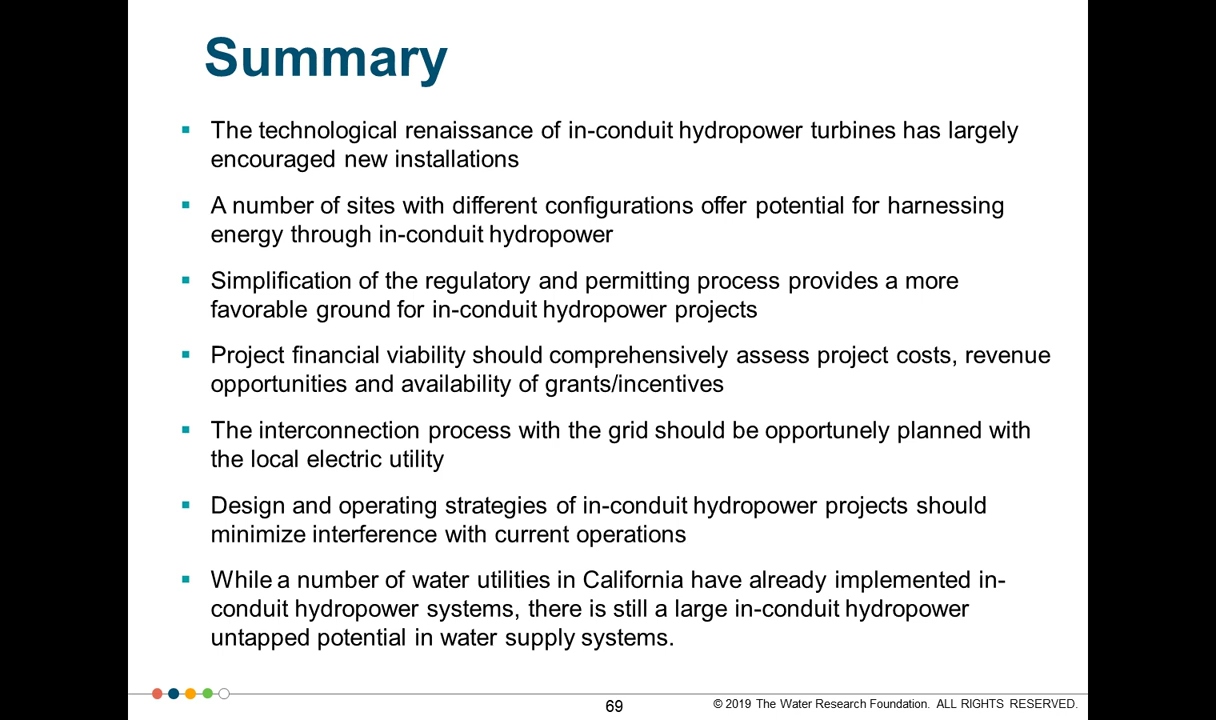 Summary
The technological renaissance of in-conduit hydropower turbines has largely
encouraged new installations
A number of sites with different configurations offer potential for harnessing
energy through in-conduit hydropower
Simplification of the regulatory and permitting process provides a more
favorable ground for in-conduit hydropower projects
Project financial viability should comprehensively assess project costs, revenue
opportunities and availability of grants/incentives
The interconnection process with the grid should be opportunely planned with
the local electric utility
Design and operating strategies of in-conduit hydropower projects should
minimize interference with current operations
While a number of water utilities in California have already implemented in-
conduit hydropower systems, there is still a large in-conduit hydropower
untapped potential in water supply systems.
69
© 2019 The Water Research Foundation. ALL RIGHTS RESERVED.